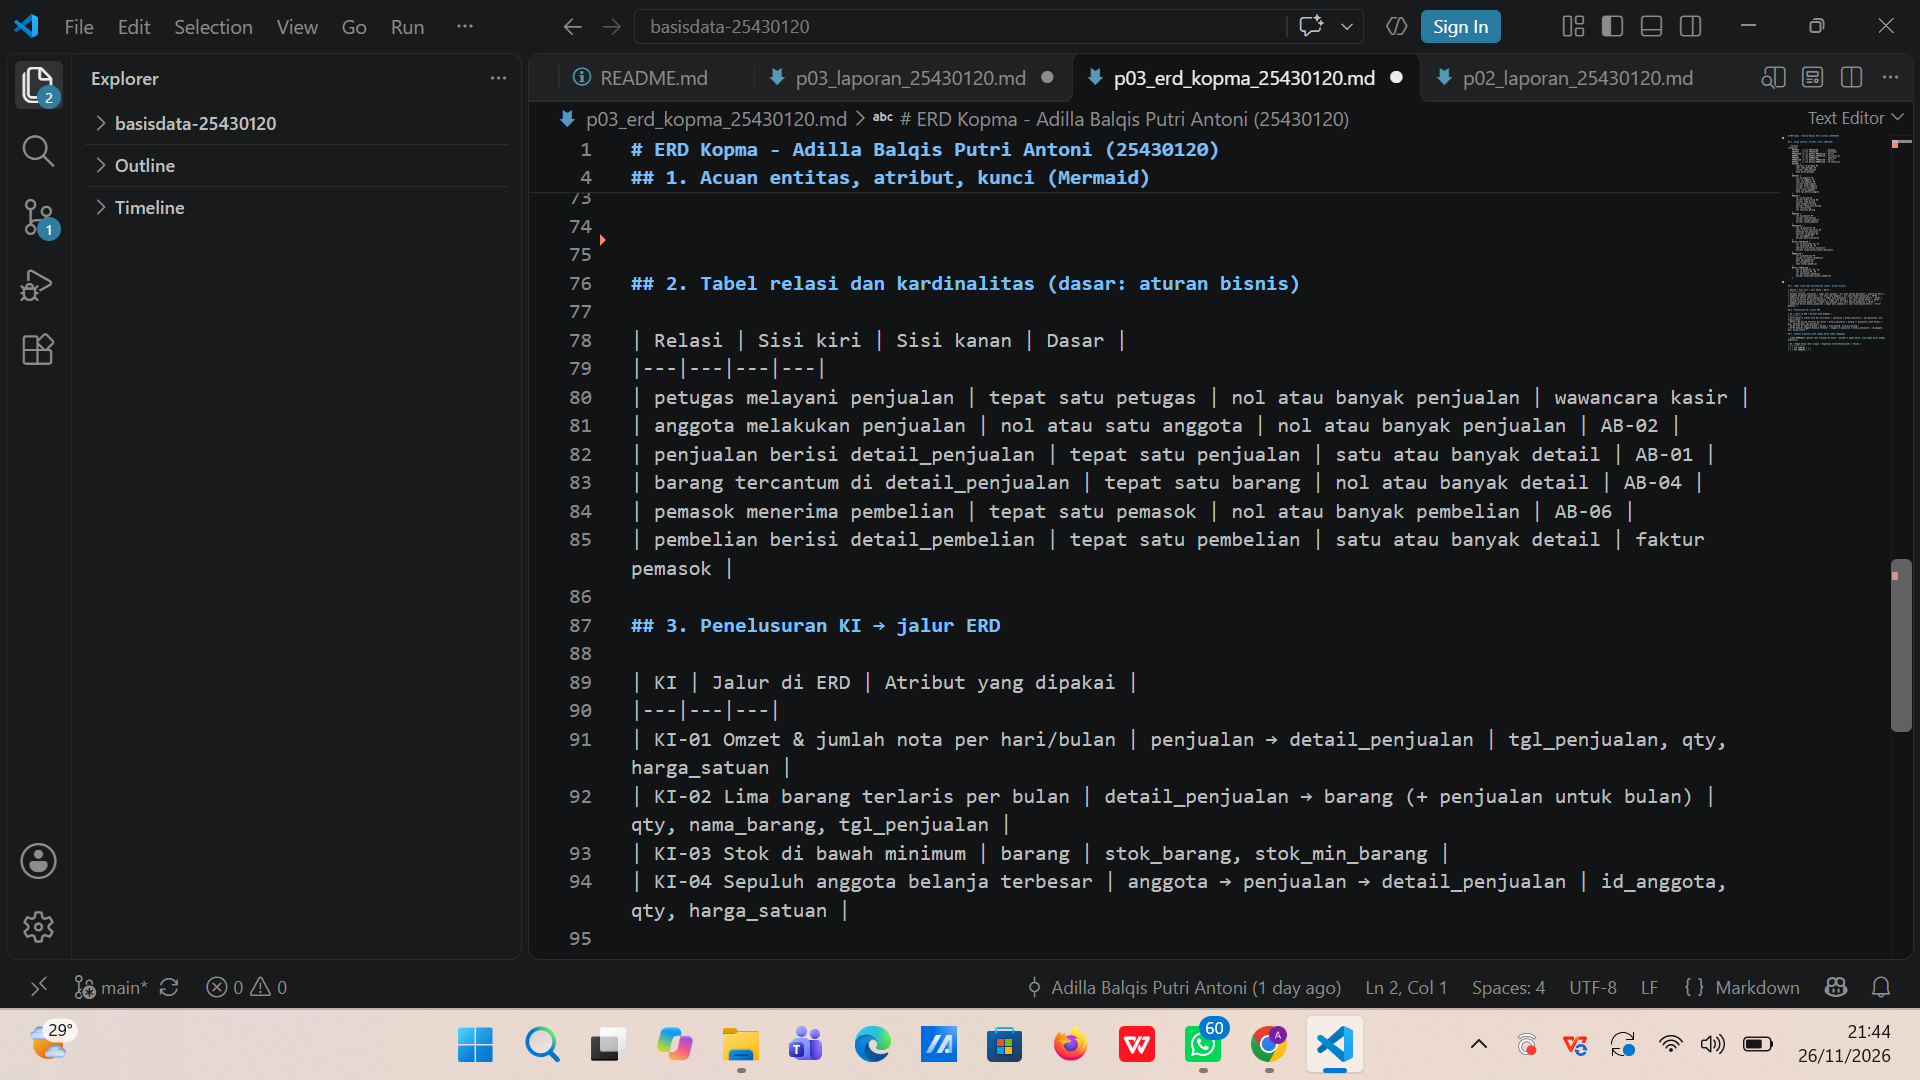 File Edit Selection View Go Run ···
basisdata-25430120
Sign In
Explorer
README.md
p03_laporan_25430120.md
p03_erd_kopma_25430120.md
p02_laporan_25430120.md
2
basisdata-25430120
Outline
Timeline
1
p03_erd_kopma_25430120.md > abc # ERD Kopma - Adilla Balqis Putri Antoni (25430120)
Text Editor
1 # ERD Kopma - Adilla Balqis Putri Antoni (25430120)
4 ## 1. Acuan entitas, atribut, kunci (Mermaid)
73
74
75
76 ## 2. Tabel relasi dan kardinalitas (dasar: aturan bisnis)
77
78 | Relasi | Sisi kiri | Sisi kanan | Dasar |
79 |---|---|---|---|
80 | petugas melayani penjualan | tepat satu petugas | nol atau banyak penjualan | wawancara kasir |
81 | anggota melakukan penjualan | nol atau satu anggota | nol atau banyak penjualan | AB-02 |
82 | penjualan berisi detail_penjualan | tepat satu penjualan | satu atau banyak detail | AB-01 |
83 | barang tercantum di detail_penjualan | tepat satu barang | nol atau banyak detail | AB-04 |
84 | pemasok menerima pembelian | tepat satu pemasok | nol atau banyak pembelian | AB-06 |
85 | pembelian berisi detail_pembelian | tepat satu pembelian | satu atau banyak detail | faktur
pemasok |
86
87 ## 3. Penelusuran KI → jalur ERD
88
89 | KI | Jalur di ERD | Atribut yang dipakai |
90 |---|---|---|
91 | KI-01 Omzet & jumlah nota per hari/bulan | penjualan → detail_penjualan | tgl_penjualan, qty,
harga_satuan |
92 | KI-02 Lima barang terlaris per bulan | detail_penjualan → barang (+ penjualan untuk bulan) |
qty, nama_barang, tgl_penjualan |
93 | KI-03 Stok di bawah minimum | barang | stok_barang, stok_min_barang |
94 | KI-04 Sepuluh anggota belanja terbesar | anggota → penjualan → detail_penjualan | id_anggota,
qty, harga_satuan |
95
main* 0 0
Adilla Balqis Putri Antoni (1 day ago) Ln 2, Col 1 Spaces: 4 UTF-8 LF { } Markdown
29°
60
21:44
26/11/2026